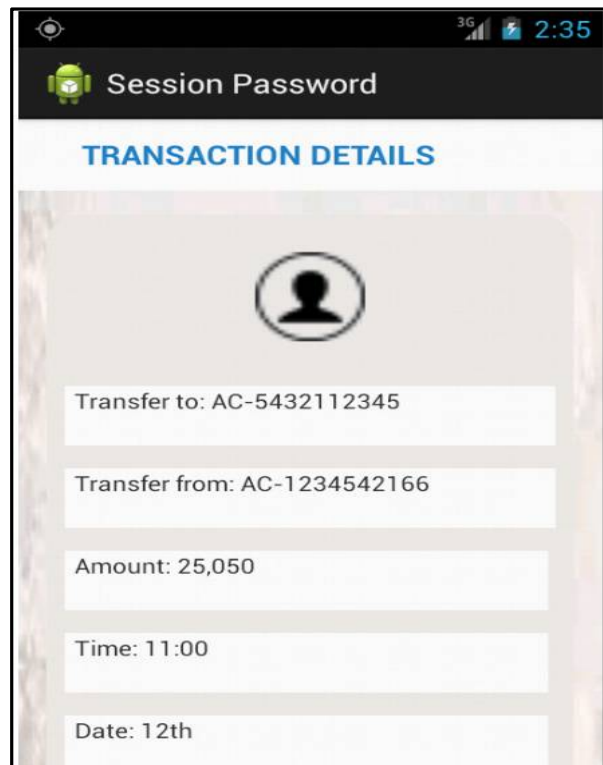 3G 2:35
Session Password
TRANSACTION DETAILS
Transfer to: AC-5432112345
Transfer from: AC-1234542166
Amount: 25,050
Time: 11:00
Date: 12th